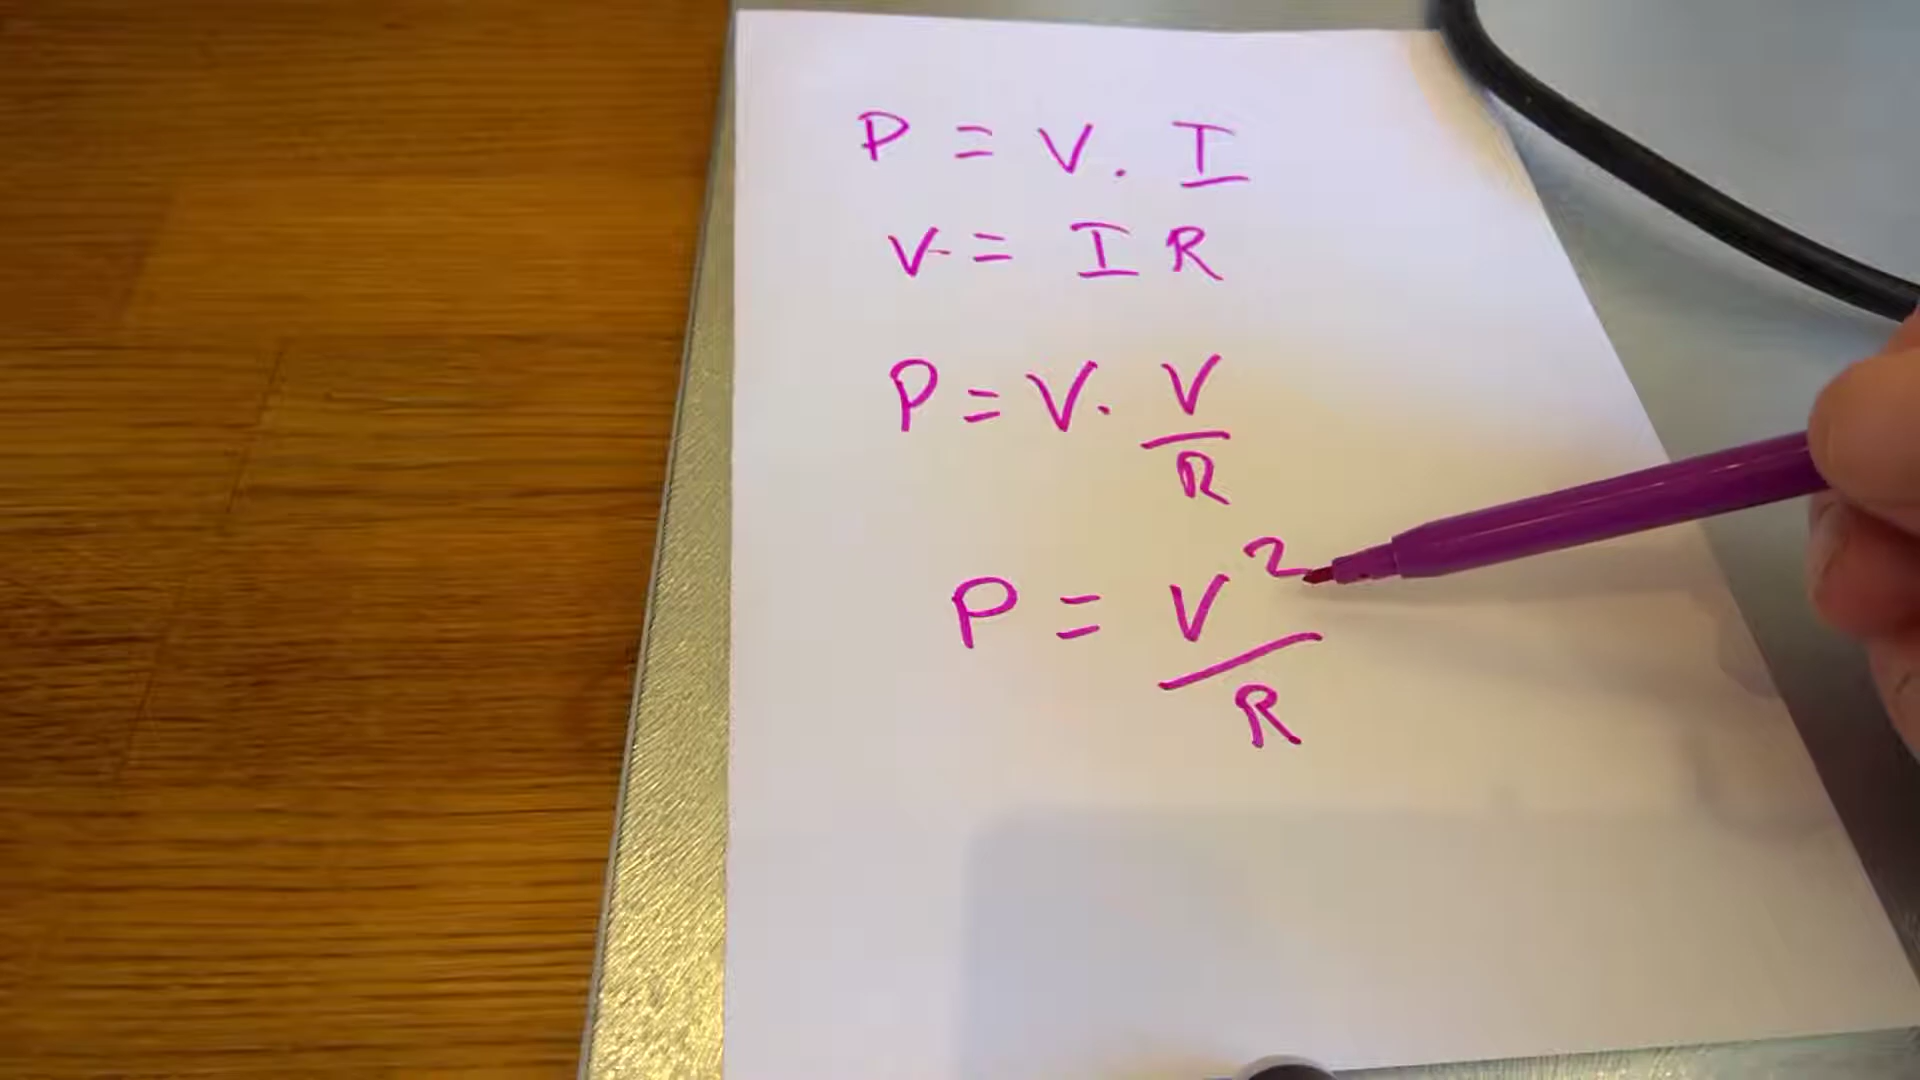 P = V . I
V = I R
P = V . V/R
P = V²/R